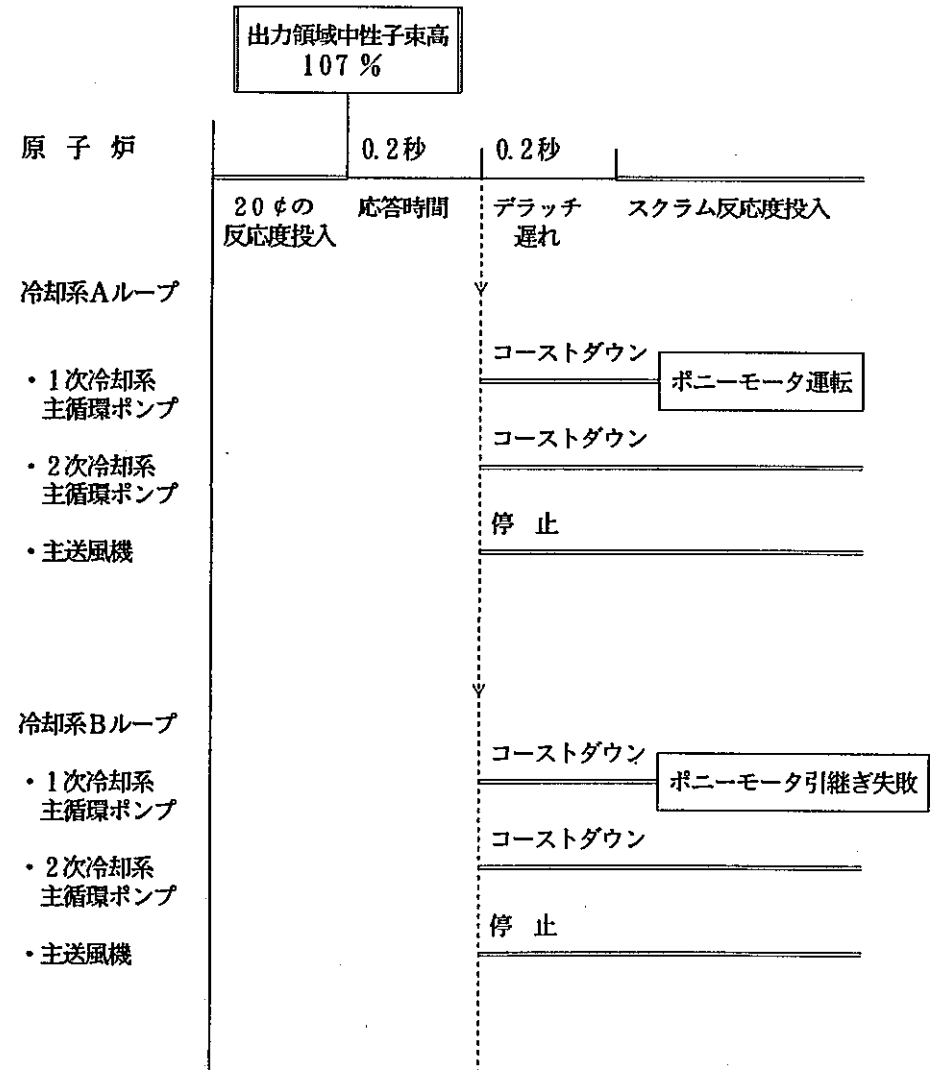 出力領域中性子束高
107%
原子炉
0.2秒
0.2秒
20¢の
反応度投入
応答時間
デラッチ
遅れ
スクラム反応度投入
冷却系Aループ
コーストダウン
・1次冷却系
主循環ポンプ
ポニーモータ運転
コーストダウン
・2次冷却系
主循環ポンプ
停止
・主送風機
冷却系Bループ
コーストダウン
・1次冷却系
主循環ポンプ
ポニーモータ引継ぎ失敗
コーストダウン
・2次冷却系
主循環ポンプ
停止
・主送風機